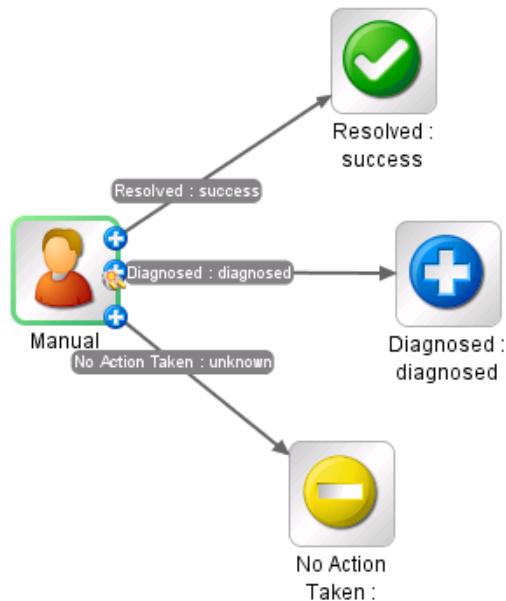 Resolved :
success
Resolved : success
Diagnosed : diagnosed
Manual
Diagnosed :
diagnosed
No Action Taken : unknown
No Action
Taken :